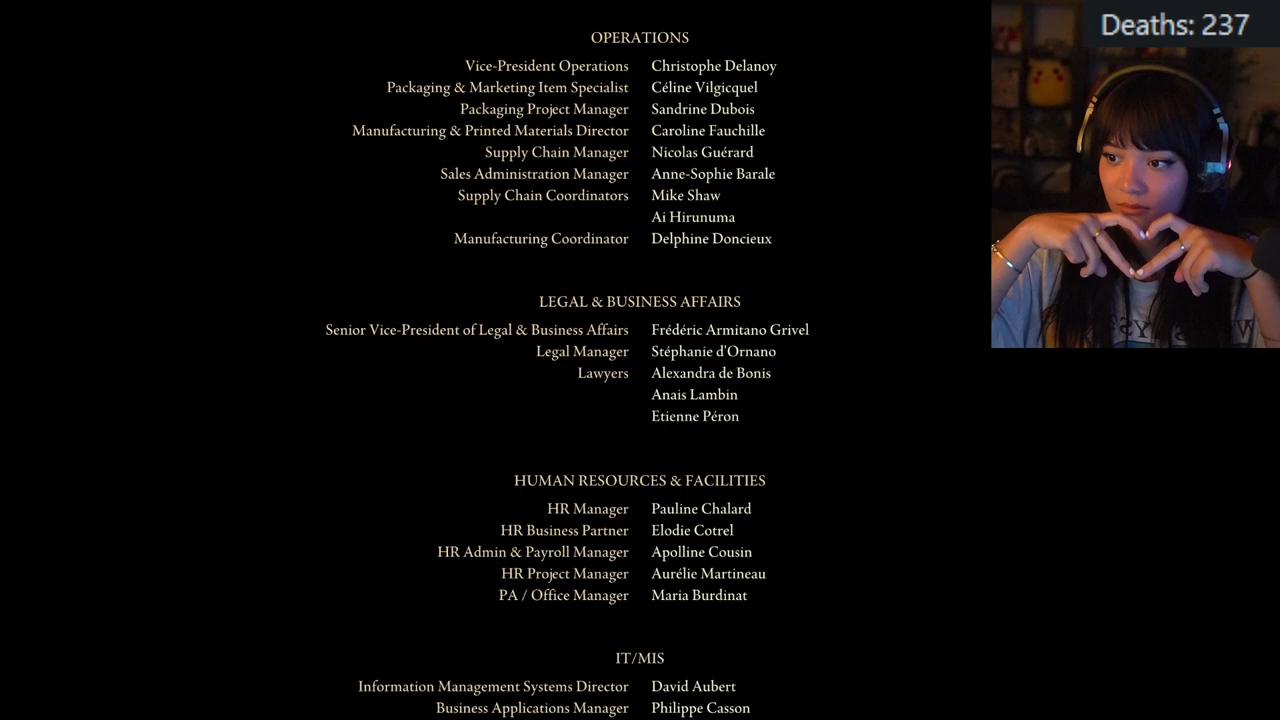 Deaths: 237
OPERATIONS
Vice-President Operations Christophe Delanoy
Packaging & Marketing Item Specialist Céline Vilgicquel
Packaging Project Manager Sandrine Dubois
Manufacturing & Printed Materials Director Caroline Fauchille
Supply Chain Manager Nicolas Guérard
Sales Administration Manager Anne-Sophie Barale
Supply Chain Coordinators Mike Shaw
Ai Hirunuma
Manufacturing Coordinator Delphine Doncieux
LEGAL & BUSINESS AFFAIRS
Senior Vice-President of Legal & Business Affairs Frédéric Armitano Grivel
Legal Manager Stéphanie d'Ornano
Lawyers Alexandra de Bonis
Anais Lambin
Etienne Péron
HUMAN RESOURCES & FACILITIES
HR Manager Pauline Chalard
HR Business Partner Elodie Cotrel
HR Admin & Payroll Manager Apolline Cousin
HR Project Manager Aurélie Martineau
PA / Office Manager Maria Burdinat
IT/MIS
Information Management Systems Director David Aubert
Business Applications Manager Philippe Casson